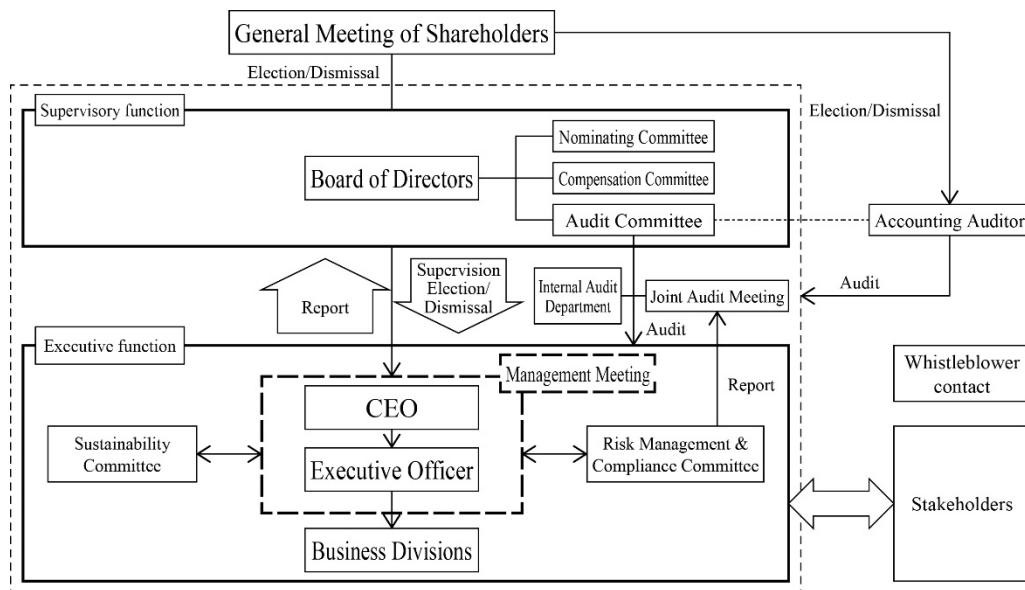 General Meeting of Shareholders
Election/Dismissal
Supervisory function
Election/Dismissal
Nominating Committee
Board of Directors
Compensation Committee
Audit Committee
Accounting Auditor
Supervision
Election/
Dismissal
Report
Internal Audit
Department
Joint Audit Meeting
Audit
Audit
Executive function
Management Meeting
Whistleblower
contact
Report
CEO
Sustainability
Committee
Executive Officer
Risk Management &
Compliance Committee
Stakeholders
Business Divisions